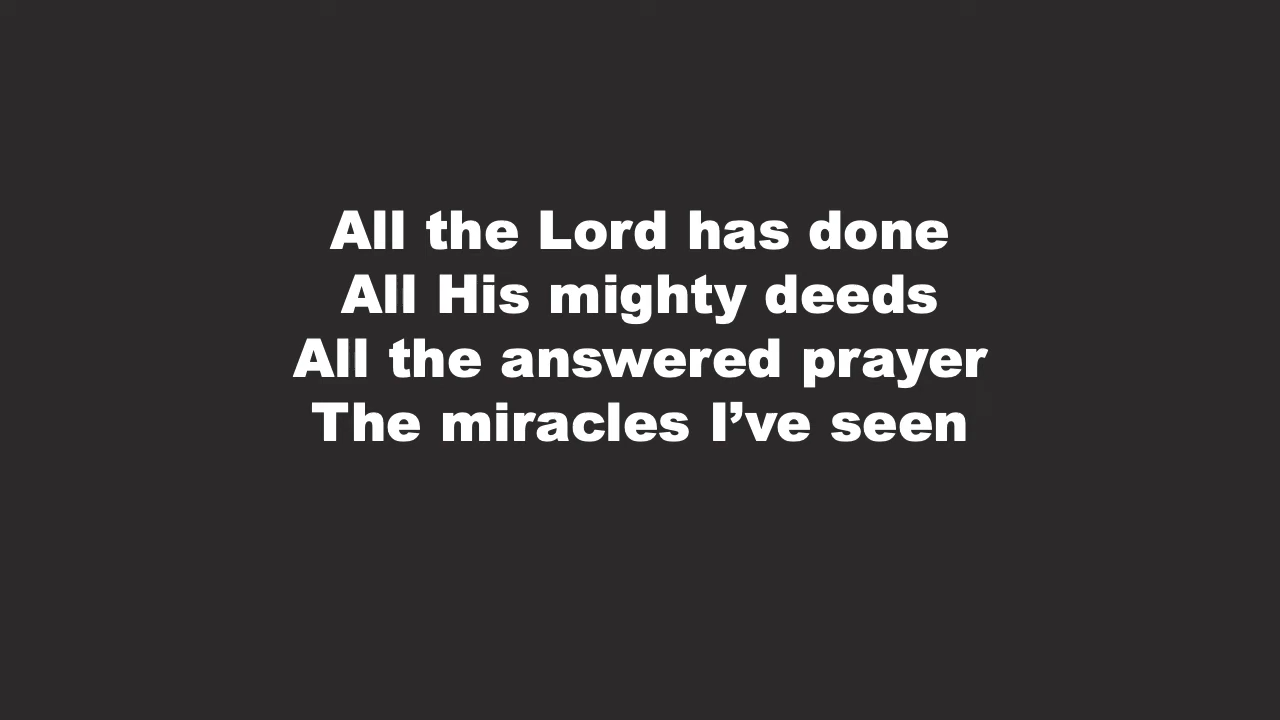 All the Lord has done
All His mighty deeds
All the answered prayer
The miracles I’ve seen